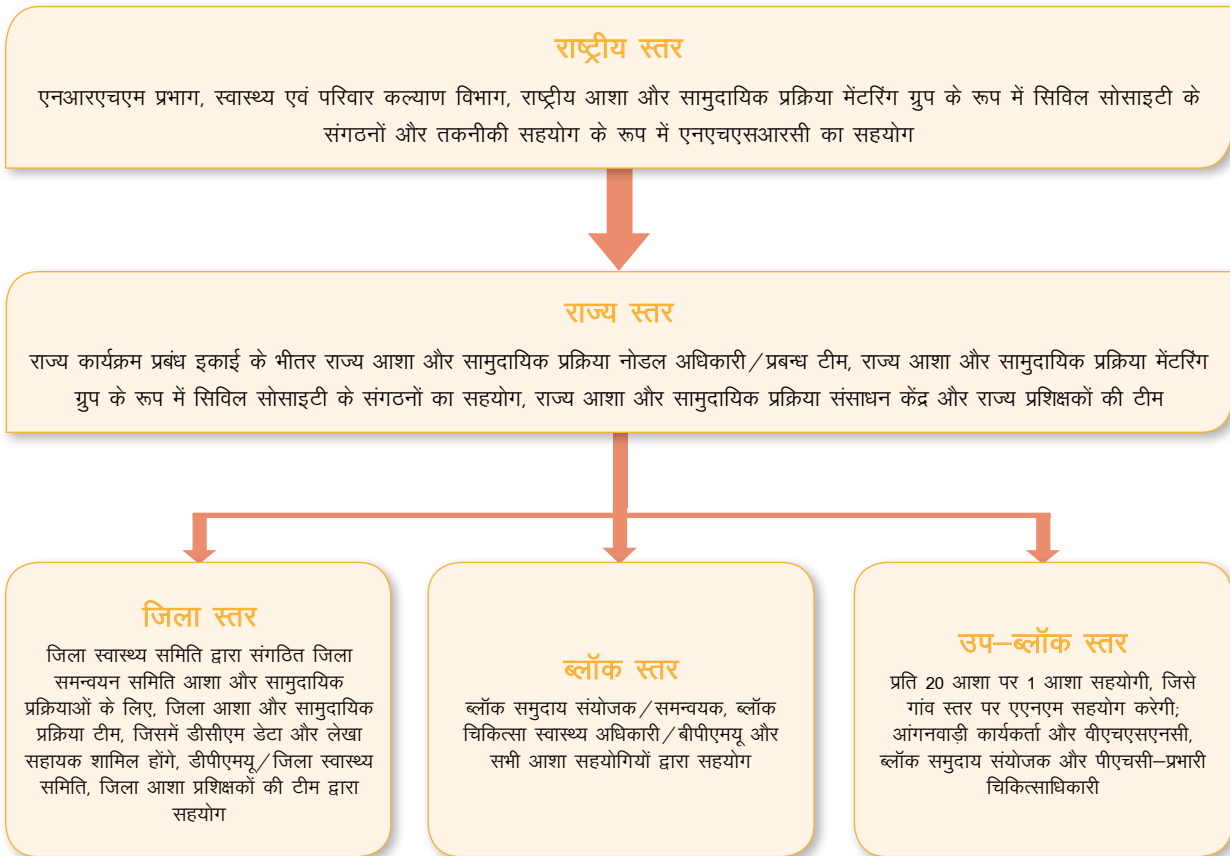 राष्ट्रीय स्तर
एनआरएचएम प्रभाग, स्वास्थ्य एवं परिवार कल्याण विभाग, राष्ट्रीय आशा और सामुदायिक प्रक्रिया मेंटरिंग ग्रुप के रूप में सिविल सोसाइटी के
संगठनों और तकनीकी सहयोग के रूप में एनएचएसआरसी का सहयोग
राज्य स्तर
राज्य कार्यक्रम प्रबंध इकाई के भीतर राज्य आशा और सामुदायिक प्रक्रिया नोडल अधिकारी/प्रबन्ध टीम, राज्य आशा और सामुदायिक प्रक्रिया मेंटरिंग
ग्रुप के रूप में सिविल सोसाइटी के संगठनों का सहयोग, राज्य आशा और सामुदायिक प्रक्रिया संसाधन केंद्र और राज्य प्रशिक्षकों की टीम
जिला स्तर
जिला स्वास्थ्य समिति द्वारा संगठित जिला
समन्वयन समिति आशा और सामुदायिक
प्रक्रियाओं के लिए, जिला आशा और सामुदायिक
प्रक्रिया टीम, जिसमें डीसीएम डेटा और लेखा
सहायक शामिल होंगे, डीपीएमयू/जिला स्वास्थ्य
समिति, जिला आशा प्रशिक्षकों की टीम द्वारा
सहयोग
ब्लॉक स्तर
ब्लॉक समुदाय संयोजक/समन्वयक, ब्लॉक
चिकित्सा स्वास्थ्य अधिकारी/बीपीएमयू और
सभी आशा सहयोगियों द्वारा सहयोग
उप–ब्लॉक स्तर
प्रति 20 आशा पर 1 आशा सहयोगी, जिसे
गांव स्तर पर एएनएम सहयोग करेगी;
आंगनवाड़ी कार्यकर्ता और वीएचएसएनसी,
ब्लॉक समुदाय संयोजक और पीएचसी–प्रभारी
चिकित्साधिकारी